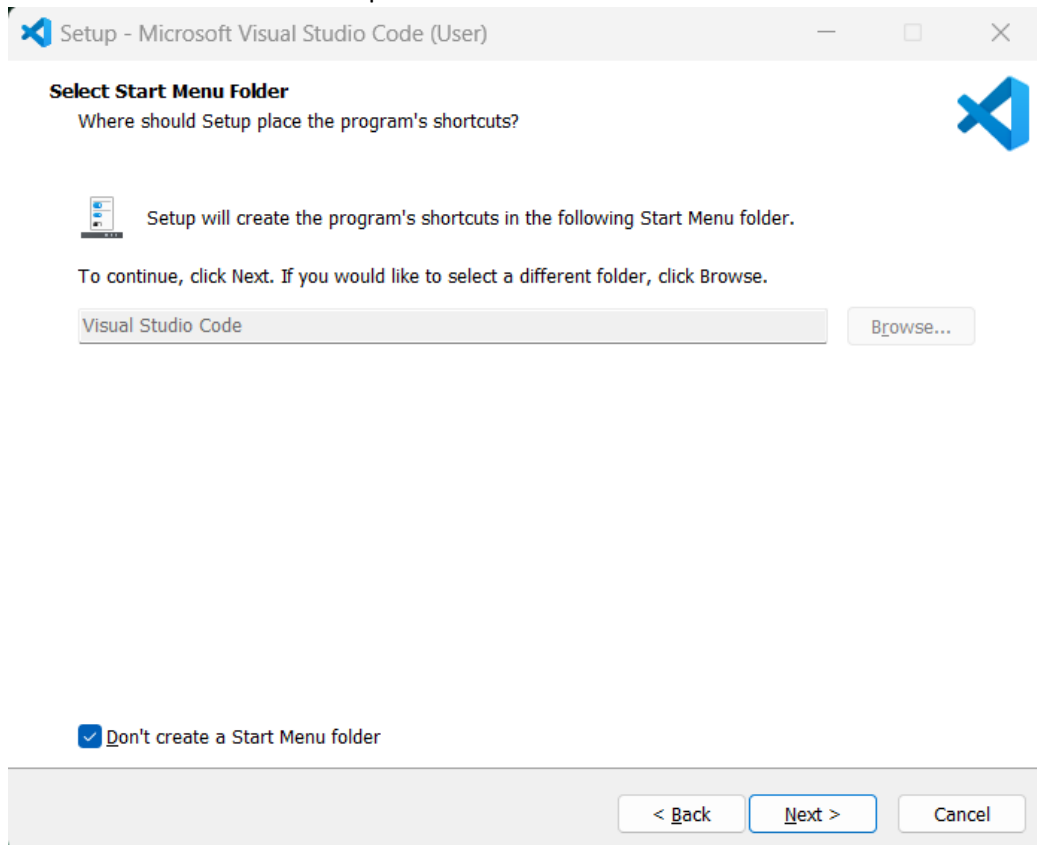 Setup - Microsoft Visual Studio Code (User)
Select Start Menu Folder
Where should Setup place the program's shortcuts?
Setup will create the program's shortcuts in the following Start Menu folder.
To continue, click Next. If you would like to select a different folder, click Browse.
Visual Studio Code
Browse...
Don't create a Start Menu folder
< Back Next > Cancel